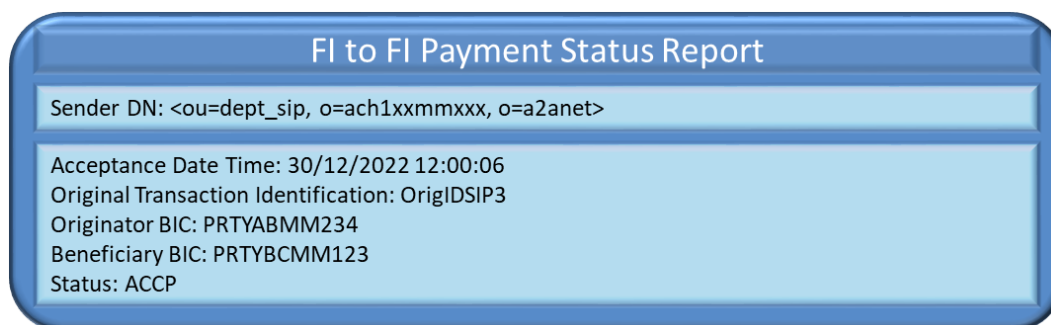 FI to FI Payment Status Report
Sender DN: <ou=dept_sip, o=ach1xxmmxxx, o=a2anet>
Acceptance Date Time: 30/12/2022 12:00:06
Original Transaction Identification: OrigIDSIP3
Originator BIC: PRTYABMM234
Beneficiary BIC: PRTYBCMM123
Status: ACCP